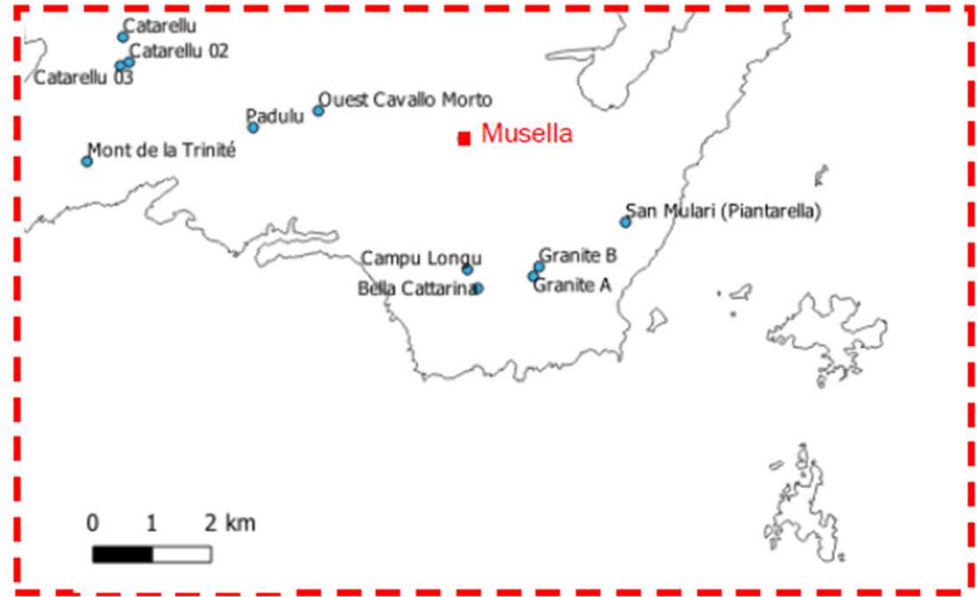 Catarellu
Catarellu 02
Catarellu 03
Ouest Cavallo Morto
Padulu
Musella
Mont de la Trinité
San Mulari (Piantarella)
Campu Longu
Granite B
Bella Cattarina
Granite A
0 1 2 km